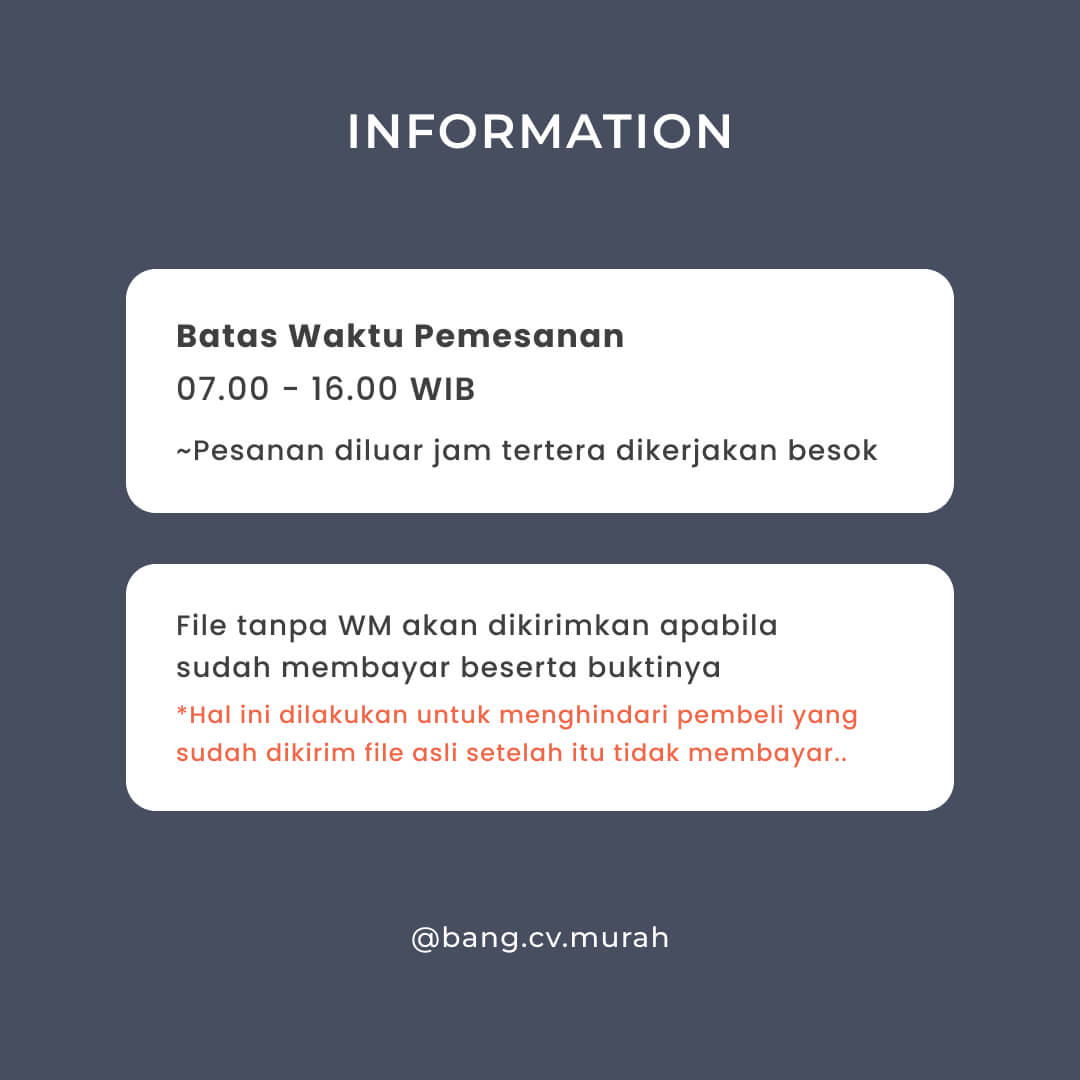 INFORMATION
Batas Waktu Pemesanan
07.00 - 16.00 WIB
~Pesanan diluar jam tertera dikerjakan besok
File tanpa WM akan dikirimkan apabila
sudah membayar beserta buktinya
*Hal ini dilakukan untuk menghindari pembeli yang
sudah dikirim file asli setelah itu tidak membayar..
@bang.cv.murah